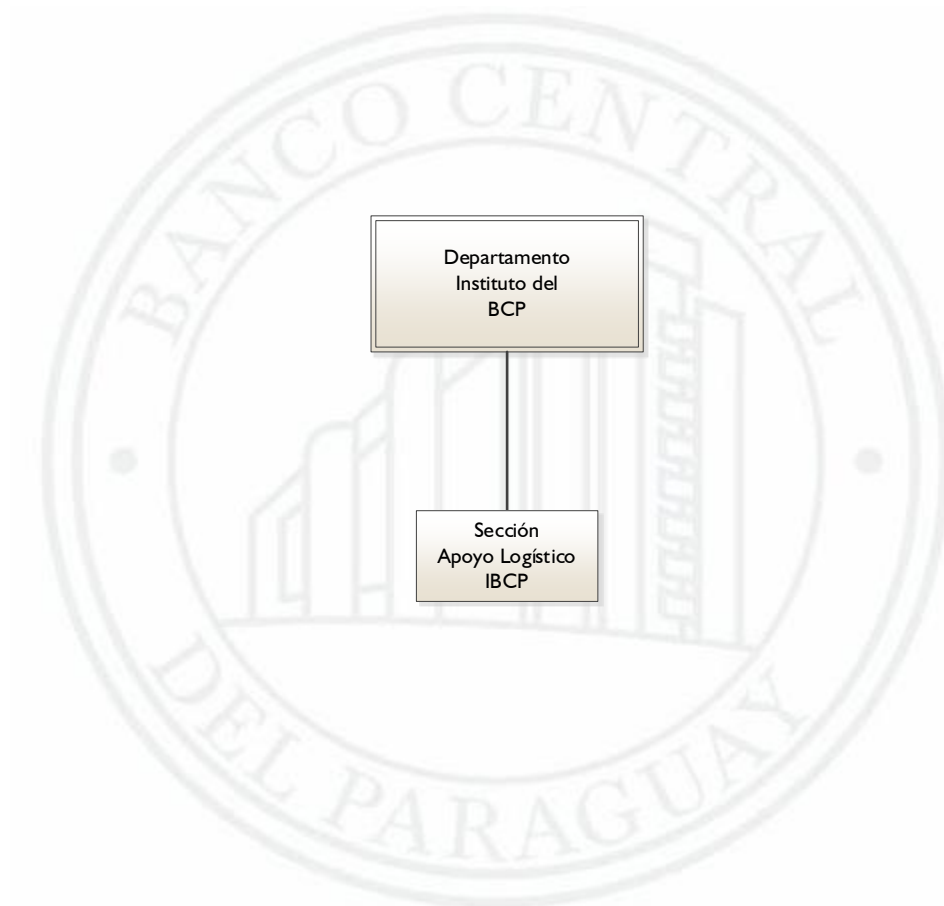 BANCO CENTRAL
Departamento
Instituto del
BCP
Sección
Apoyo Logístico
IBCP
DEL PARAGUAY